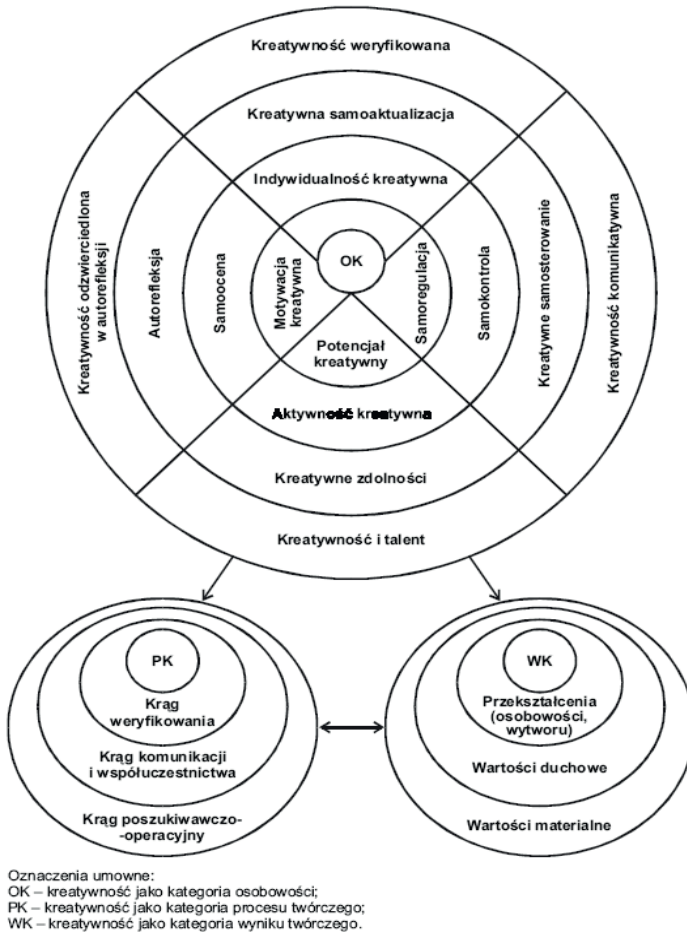 Kreatywność weryfikowana
Kreatywna samoaktualizacja
Indywidualność kreatywna
Kreatywność odzwierciedlona
w autorefleksji
Autorefleksja
Samoocena
Motywacja
kreatywna
OK
Samoregulacja
Samokontrola
Kreatywne samosterowanie
Kreatywność komunikatywna
Potencjał
kreatywny
Aktywność kreatywna
Kreatywne zdolności
Kreatywność i talent
PK
Krąg
weryfikowania
Krąg komunikacji
i współuczestnictwa
Krąg poszukiwawczo-
-operacyjny
WK
Przekształcenia
(osobowości,
wytworu)
Wartości duchowe
Wartości materialne
Oznaczenia umowne:
OK – kreatywność jako kategoria osobowości;
PK – kreatywność jako kategoria procesu twórczego;
WK – kreatywność jako kategoria wyniku twórczego.